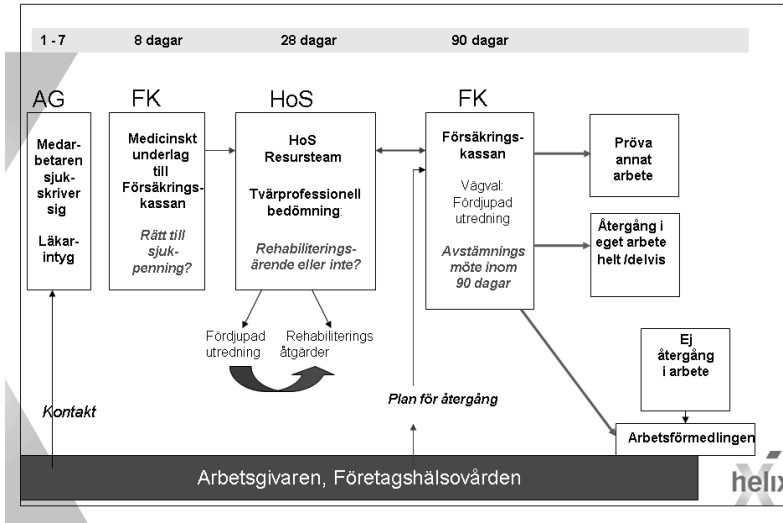 1 - 7
8 dagar
28 dagar
90 dagar
AG
FK
HoS
FK
Medar-
betaren
sjuk-
skriver
sig
Läkar-
intyg
Medicinskt
underlag
till
Försäkrings-
kassan
Rätt till
sjuk-
penning?
HoS
Resursteam
Tvärprofessionell
bedömning:
Rehabiliterings-
ärende eller inte?
Försäkrings-
kassan
Vägval:
Fördjupad
utredning
Avstämnings
möte inom
90 dagar
Pröva
annat
arbete
Återgång i
eget arbete
helt /delvis
Fördjupad
utredning
Rehabiliterings
åtgärder
Ej
återgång
i arbete
Kontakt
Plan för återgång
Arbetsförmedlingen
Arbetsgivaren, Företagshälsovården
helix